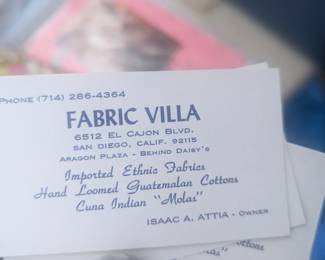 PHONE (714) 286-4364
FABRIC VILLA
6512 EL CAJON BLVD.
SAN DIEGO, CALIF. 92115
ARAGON PLAZA - BEHIND DAISY'S
Imported Ethnic Fabrics
Hand Loomed Guatemalan Cottons
Cuna Indian "Molas"
ISAAC A. ATTIA - OWNER